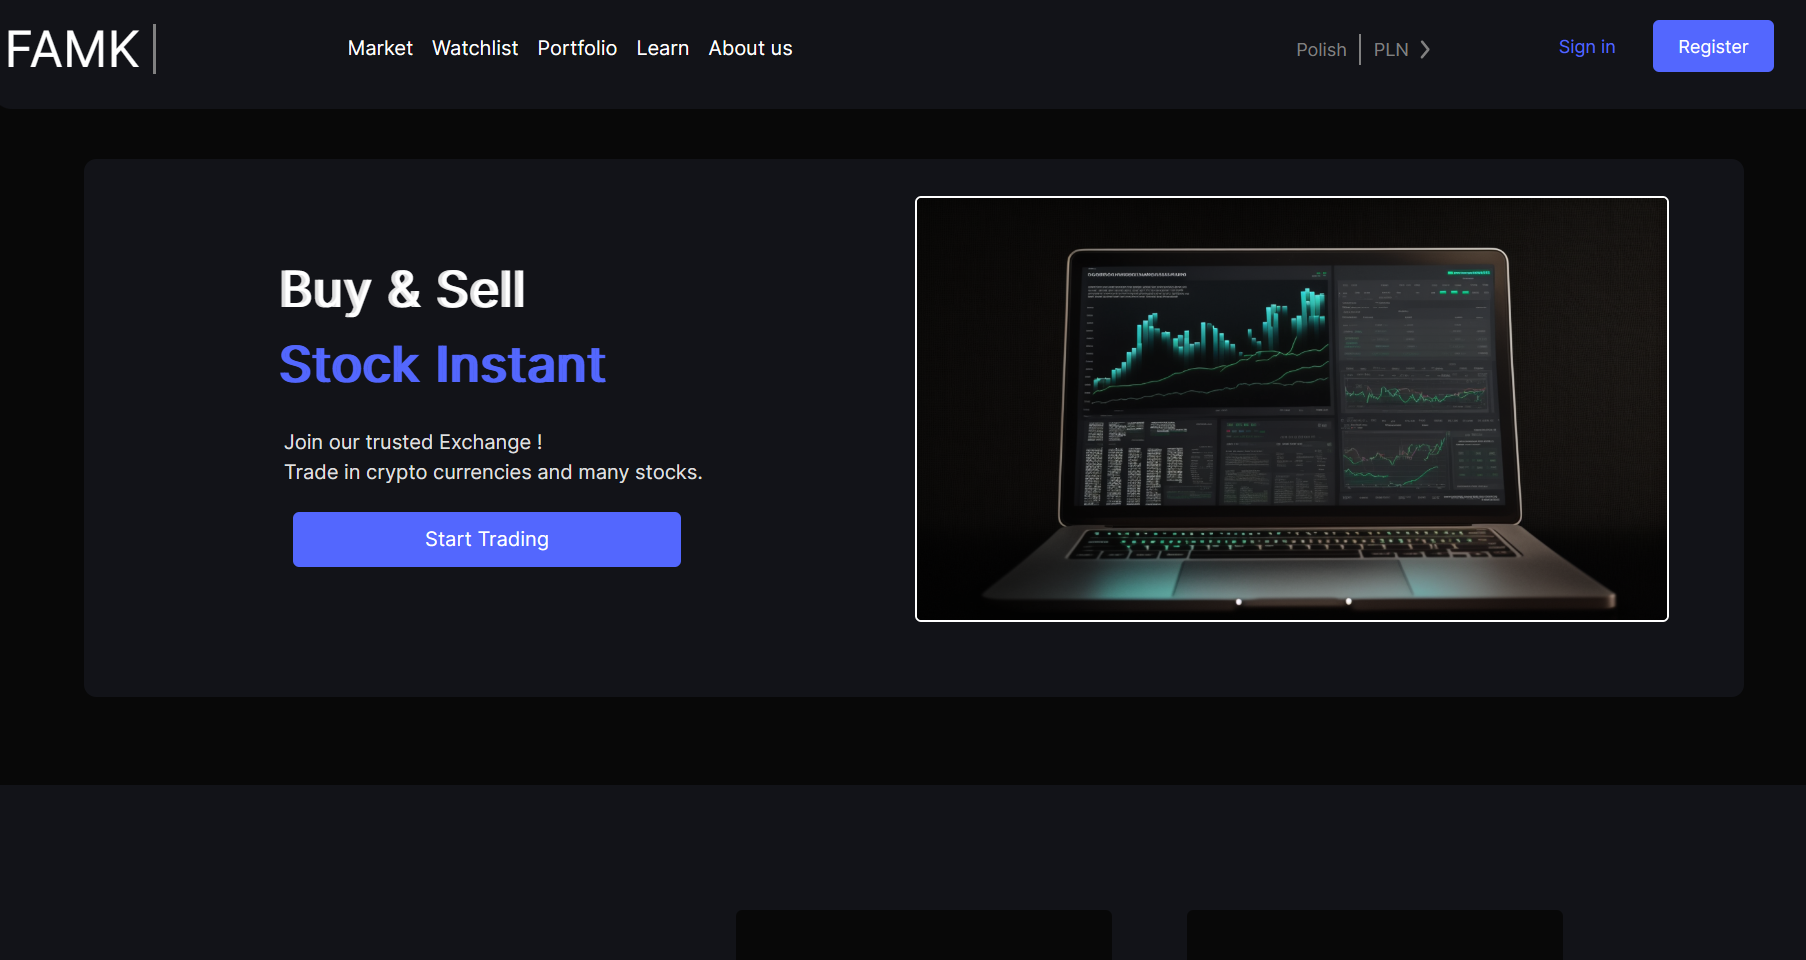 FAMK
Market Watchlist Portfolio Learn About us
Polish PLN
Sign in
Register
Buy & Sell
Stock Instant
Join our trusted Exchange !
Trade in crypto currencies and many stocks.
Start Trading